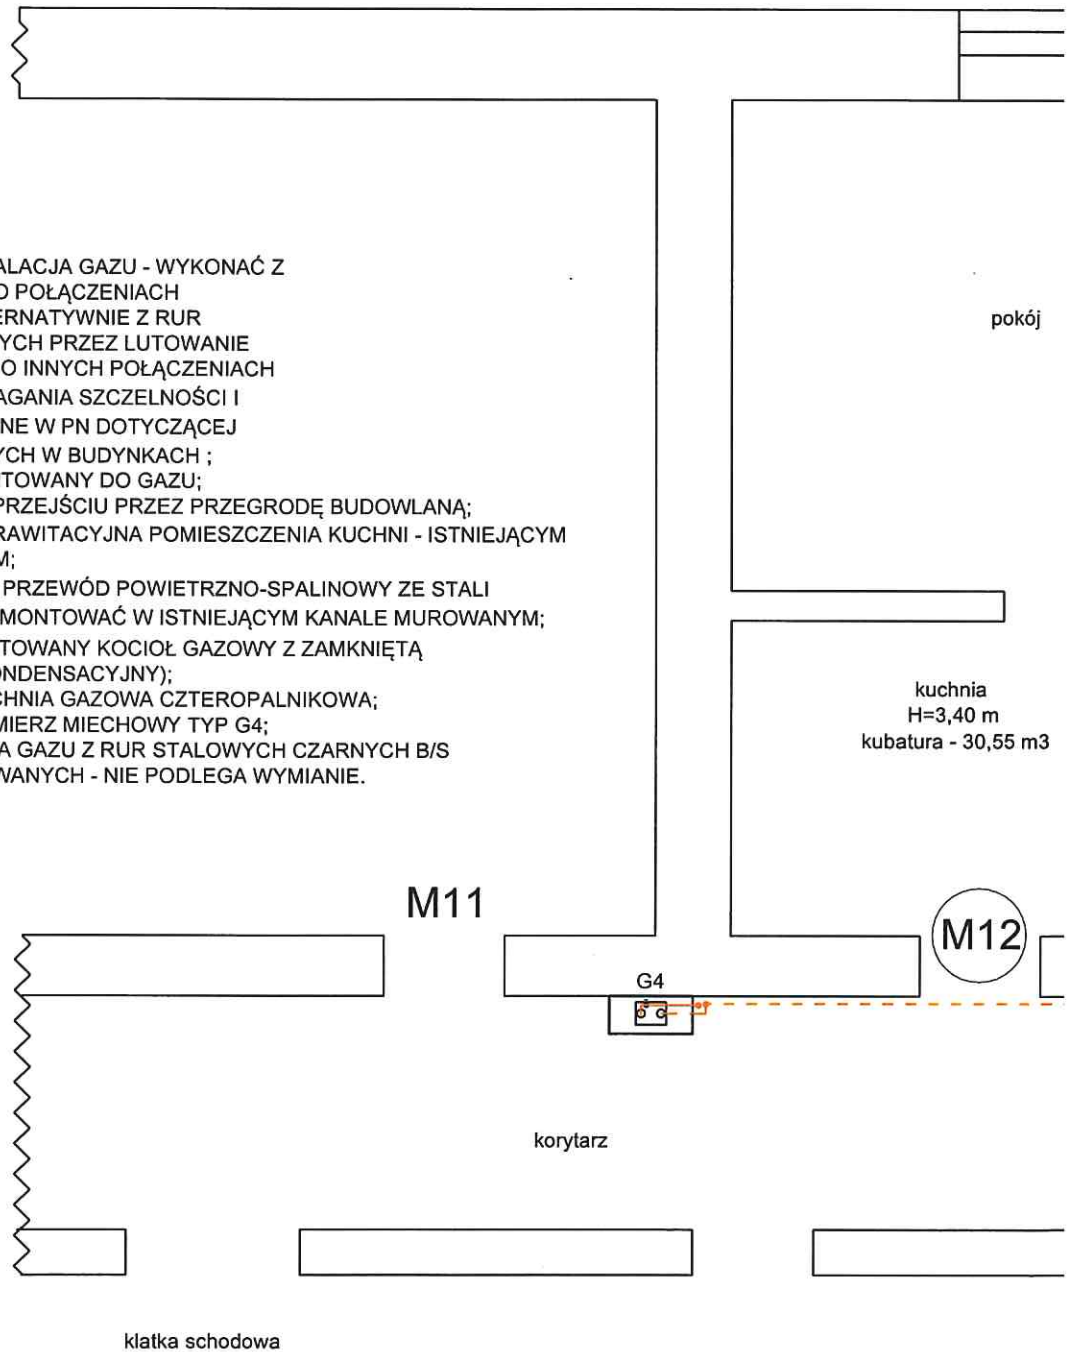 ALACJA GAZU - WYKONAĆ Z
O POŁĄCZENIACH
ERNATYWNIE Z RUR
YCH PRZEZ LUTOWANIE
O INNYCH POŁĄCZENIACH
AGANIA SZCZELNOŚCI I
NE W PN DOTYCZĄCEJ
YCH W BUDYNKACH ;
TOWANY DO GAZU;
PRZEJŚCIU PRZEZ PRZEGRODĘ BUDOWLANĄ;
RAWITACYJNA POMIESZCZENIA KUCHNI - ISTNIEJĄCYM
M;
PRZEWÓD POWIETRZNO-SPALINOWY ZE STALI
MONTOWAĆ W ISTNIEJĄCYM KANALE MUROWANYM;
TOWANY KOCIOŁ GAZOWY Z ZAMKNIĘTĄ
ONDENSACYJNY);
CHNIA GAZOWA CZTEROPALNIKOWA;
MIERZ MIECHOWY TYP G4;
A GAZU Z RUR STALOWYCH CZARNYCH B/S
WANYCH - NIE PODLEGA WYMIANIE.
pokój
kuchnia
H=3,40 m
kubatura - 30,55 m3
M11
M12
G4
korytarz
klatka schodowa